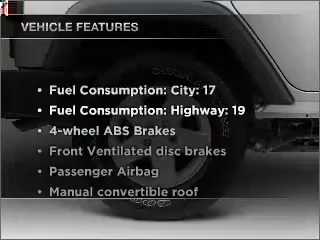 VEHICLE FEATURES
• Fuel Consumption: City: 17
• Fuel Consumption: Highway: 19
• 4-wheel ABS Brakes
• Front Ventilated disc brakes
• Passenger Airbag
• Manual convertible roof